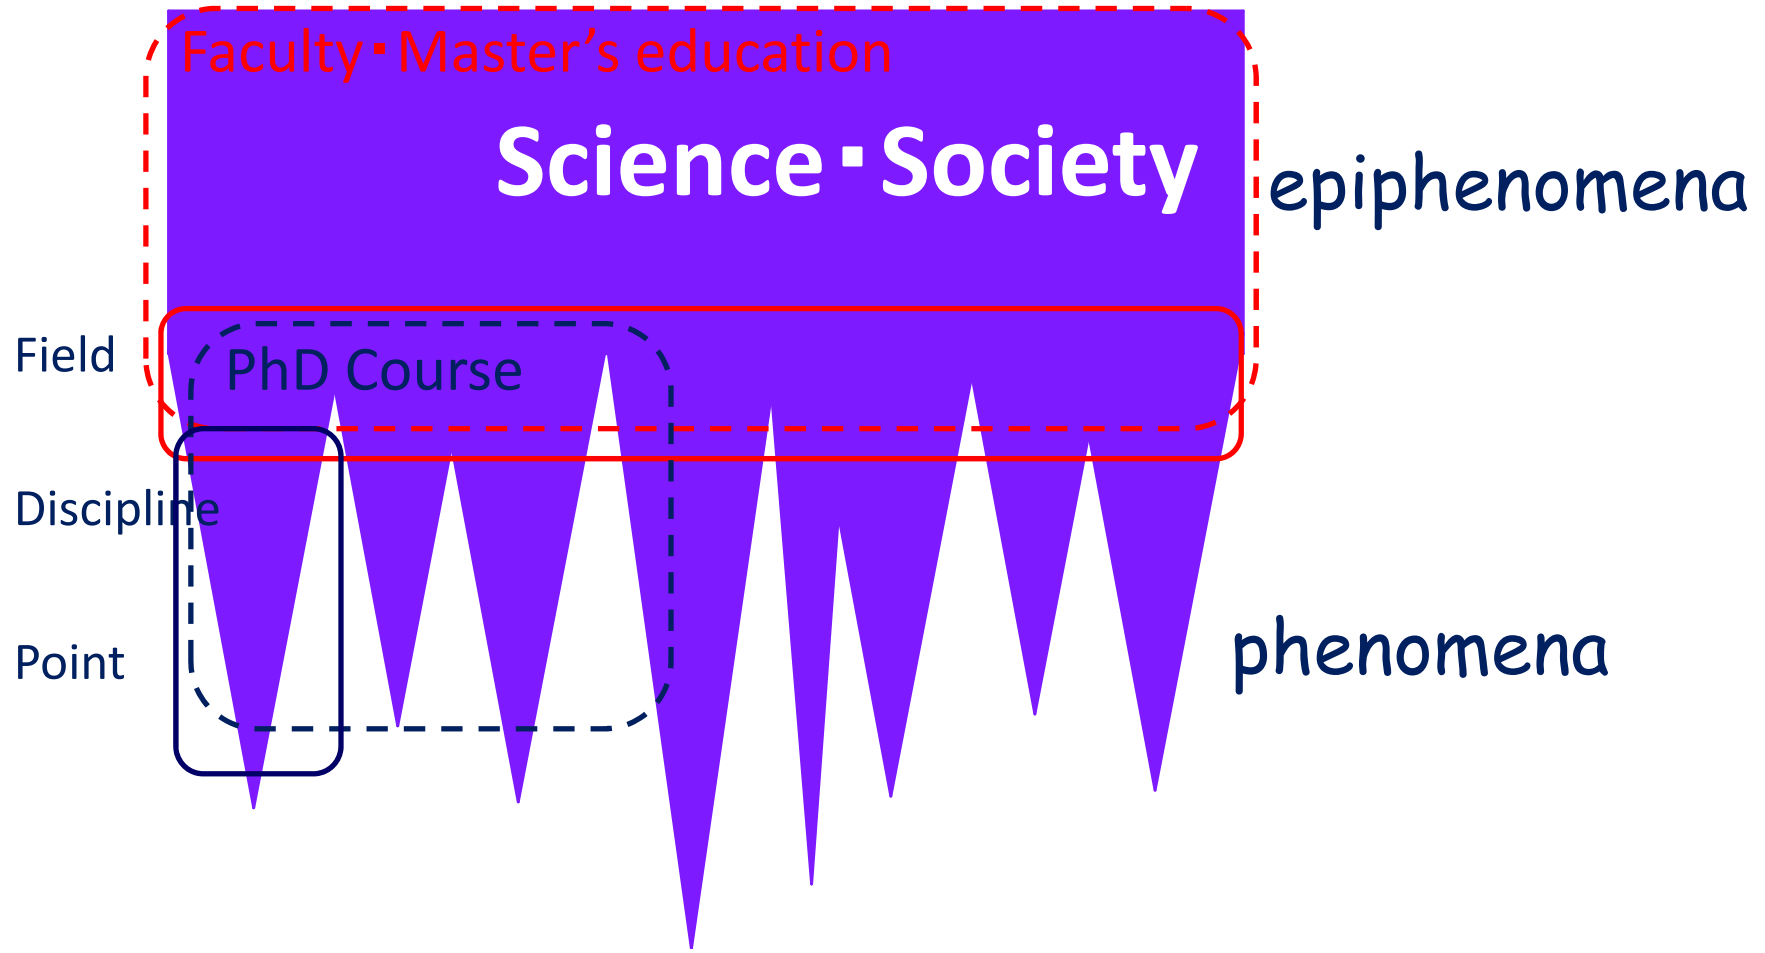 Faculty・Master’s education
Science・Society
epiphenomena
Field
PhD Course
Discipline
Point
phenomena